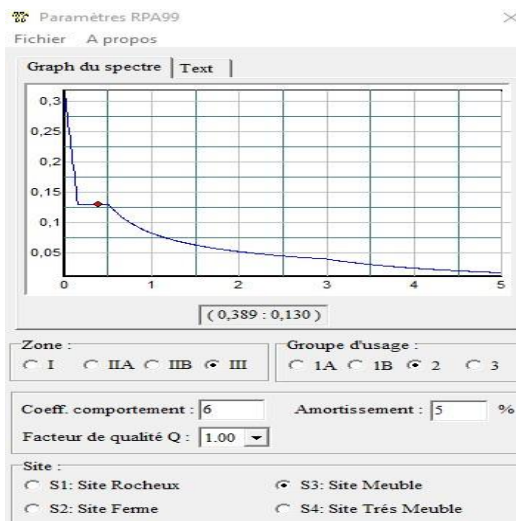 Paramètres RPA99
Fichier A propos
Graph du spectre Text
0,3
0,25
0,2
0,15
0,1
0,05
0 1 2 3 4 5
( 0,389 : 0,130 )
Zone :
I IIA IIB III
Groupe d'usage :
1A 1B 2 3
Coeff. comportement : 6 Amortissement : 5 %
Facteur de qualité Q : 1.00
Site :
S1: Site Rocheux S3: Site Meuble
S2: Site Ferme S4: Site Trés Meuble